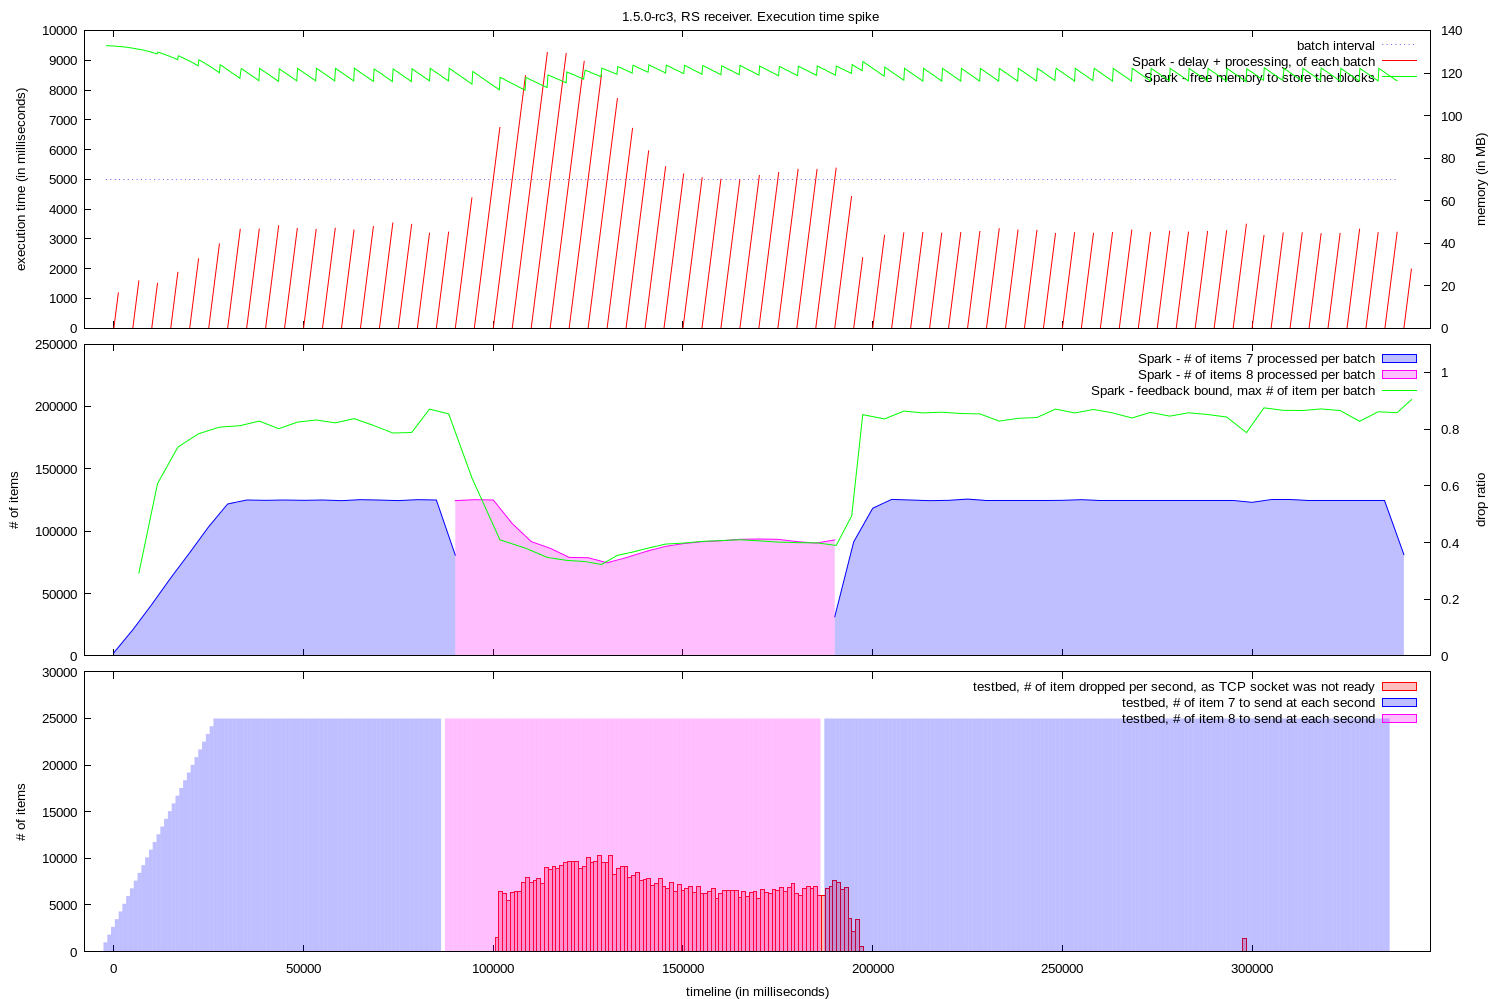 1.5.0-rc3, RS receiver. Execution time spike
execution time (in milliseconds)
10000
9000
8000
7000
6000
5000
4000
3000
2000
1000
0
batch interval
Spark - delay + processing, of each batch
Spark - free memory to store the blocks
140
120
100
80
60
40
20
0
memory (in MB)
# of items
250000
200000
150000
100000
50000
0
Spark - # of items 7 processed per batch
Spark - # of items 8 processed per batch
Spark - feedback bound, max # of item per batch
1
0.8
0.6
0.4
0.2
0
drop ratio
# of items
30000
25000
20000
15000
10000
5000
0
testbed, # of item dropped per second, as TCP socket was not ready
testbed, # of item 7 to send at each second
testbed, # of item 8 to send at each second
0 50000 100000 150000 200000 250000 300000
timeline (in milliseconds)